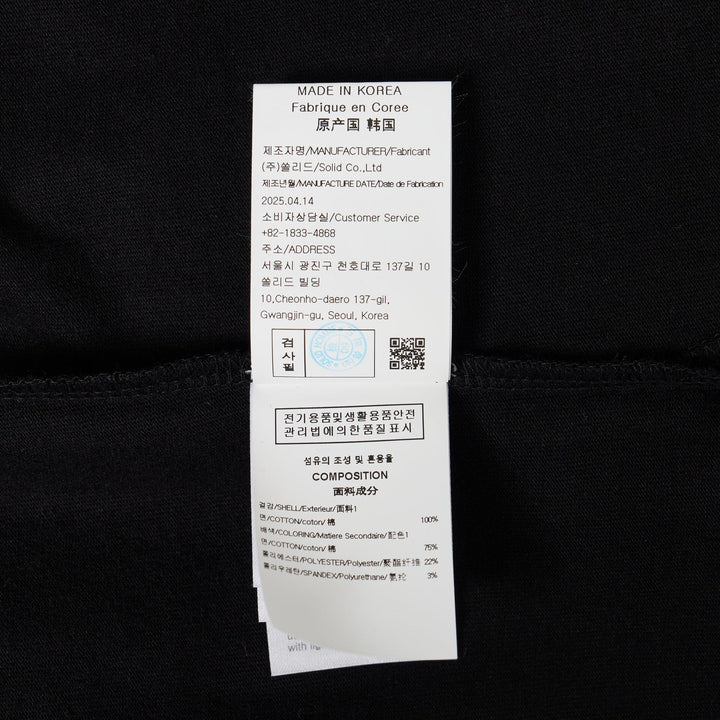 MADE IN KOREA
Fabrique en Coree
原产国 韩国
제조자명/MANUFACTURER/Fabricant
(주)쏠리드/Solid Co.,Ltd
제조년월/MANUFACTURE DATE/Date de Fabrication
2025.04.14
소비자상담실/Customer Service
+82-1833-4868
주소/ADDRESS
서울시 광진구 천호대로 137길 10
쏠리드 빌딩
10,Cheonho-daero 137-gil,
Gwangjin-gu, Seoul, Korea
검사필
전기용품및생활용품안전
관리법에의한품질표시
섬유의 조성 및 혼용율
COMPOSITION
面料成分
겉감/SHELL/Exterieur/面料1
면/COTTON/coton/棉 100%
배색/COLORING/Matiere Secondaire/配色1
면/COTTON/coton/棉 75%
폴리에스터/POLYESTER/Polyester/聚酯纤维 22%
폴리우레탄/SPANDEX/Polyurethane/氨纶 3%
with